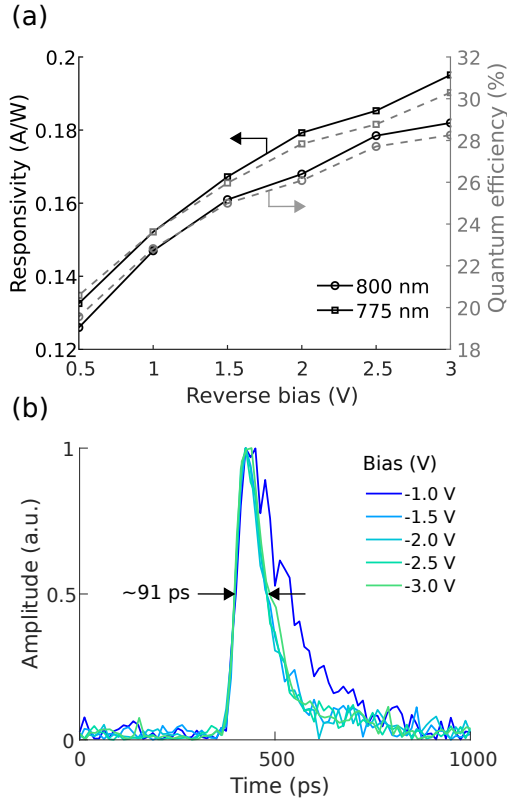 (a)
Responsivity (A/W)
0.2
0.18
0.16
0.14
0.12
32
30
28
26
24
22
20
18
Quantum efficiency (%)
800 nm
775 nm
0.5
1
1.5
2
2.5
3
Reverse bias (V)
(b)
Amplitude (a.u.)
1
0.5
0
~91 ps
Bias (V)
-1.0 V
-1.5 V
-2.0 V
-2.5 V
-3.0 V
0
500
1000
Time (ps)